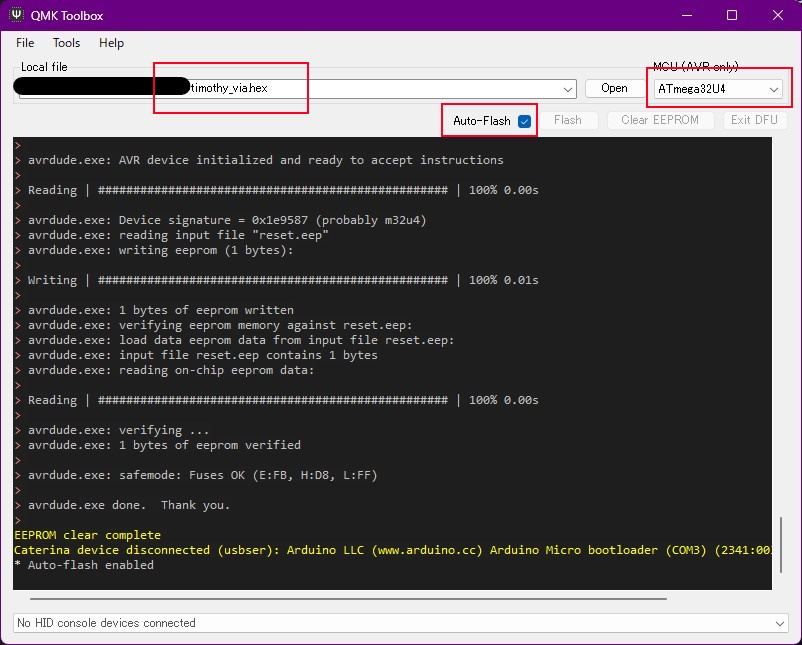 QMK Toolbox
File Tools Help
Local file
MCU (AVR only)
timothy_via.hex
Open
ATmega32U4
Auto-Flash
Flash
Clear EEPROM
Exit DFU
>
> avrdude.exe: AVR device initialized and ready to accept instructions
>
> Reading | ################################################## | 100% 0.00s
>
> avrdude.exe: Device signature = 0x1e9587 (probably m32u4)
> avrdude.exe: reading input file "reset.eep"
> avrdude.exe: writing eeprom (1 bytes):
>
> Writing | ################################################## | 100% 0.01s
>
> avrdude.exe: 1 bytes of eeprom written
> avrdude.exe: verifying eeprom memory against reset.eep:
> avrdude.exe: load data eeprom data from input file reset.eep:
> avrdude.exe: input file reset.eep contains 1 bytes
> avrdude.exe: reading on-chip eeprom data:
>
> Reading | ################################################## | 100% 0.00s
>
> avrdude.exe: verifying ...
> avrdude.exe: 1 bytes of eeprom verified
>
> avrdude.exe: safemode: Fuses OK (E:FB, H:D8, L:FF)
>
> avrdude.exe done.  Thank you.
>
EEPROM clear complete
Caterina device disconnected (usbser): Arduino LLC (www.arduino.cc) Arduino Micro bootloader (COM3) (2341:00
* Auto-flash enabled
No HID console devices connected